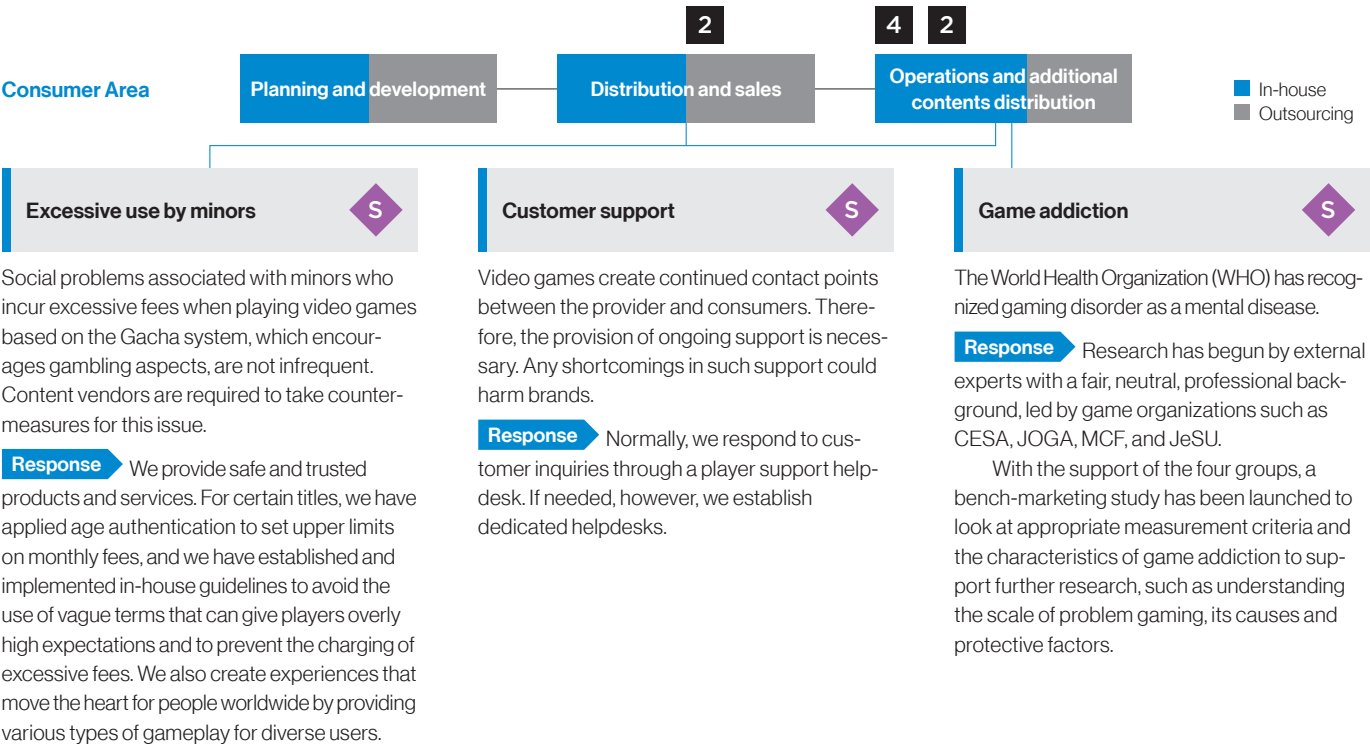 2
4 2
Consumer Area
Planning and development
Distribution and sales
Operations and additional
contents distribution
In-house
Outsourcing
Excessive use by minors
S
Social problems associated with minors who
incur excessive fees when playing video games
based on the Gacha system, which encour-
ages gambling aspects, are not infrequent.
Content vendors are required to take counter-
measures for this issue.
Response We provide safe and trusted
products and services. For certain titles, we have
applied age authentication to set upper limits
on monthly fees, and we have established and
implemented in-house guidelines to avoid the
use of vague terms that can give players overly
high expectations and to prevent the charging of
excessive fees. We also create experiences that
move the heart for people worldwide by providing
various types of gameplay for diverse users.
Customer support
S
Video games create continued contact points
between the provider and consumers. There-
fore, the provision of ongoing support is neces-
sary. Any shortcomings in such support could
harm brands.
Response Normally, we respond to cus-
tomer inquiries through a player support help-
desk. If needed, however, we establish
dedicated helpdesks.
Game addiction
S
The World Health Organization (WHO) has recog-
nized gaming disorder as a mental disease.
Response Research has begun by external
experts with a fair, neutral, professional back-
ground, led by game organizations such as
CESA, JOGA, MCF, and JeSU.
With the support of the four groups, a
bench-marketing study has been launched to
look at appropriate measurement criteria and
the characteristics of game addiction to sup-
port further research, such as understanding
the scale of problem gaming, its causes and
protective factors.